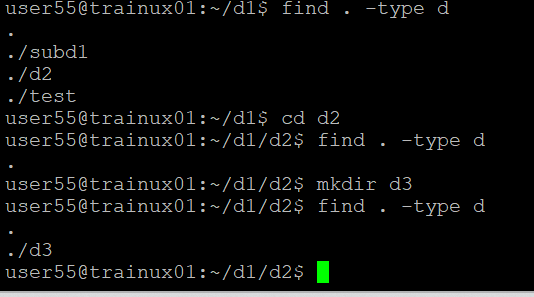 user55@trainux01:~/d1$ find . -type d
.
./subd1
./d2
./test
user55@trainux01:~/d1$ cd d2
user55@trainux01:~/d1/d2$ find . -type d
.
user55@trainux01:~/d1/d2$ mkdir d3
user55@trainux01:~/d1/d2$ find . -type d
.
./d3
user55@trainux01:~/d1/d2$